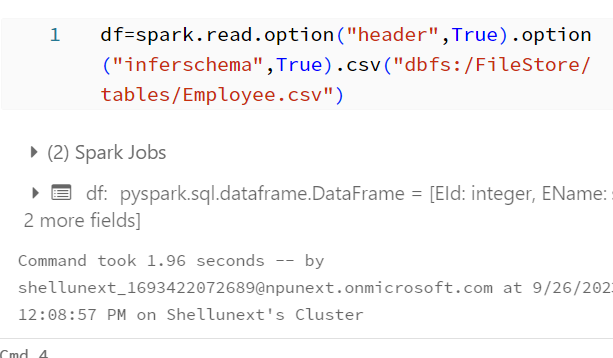 1 df=spark.read.option("header",True).option
("inferschema",True).csv("dbfs:/FileStore/
tables/Employee.csv")
(2) Spark Jobs
df: pyspark.sql.dataframe.DataFrame = [EId: integer, EName:
2 more fields]
Command took 1.96 seconds -- by
shellunext_1693422072689@npunext.onmicrosoft.com at 9/26/202
12:08:57 PM on Shellunext's Cluster
Cmd 4